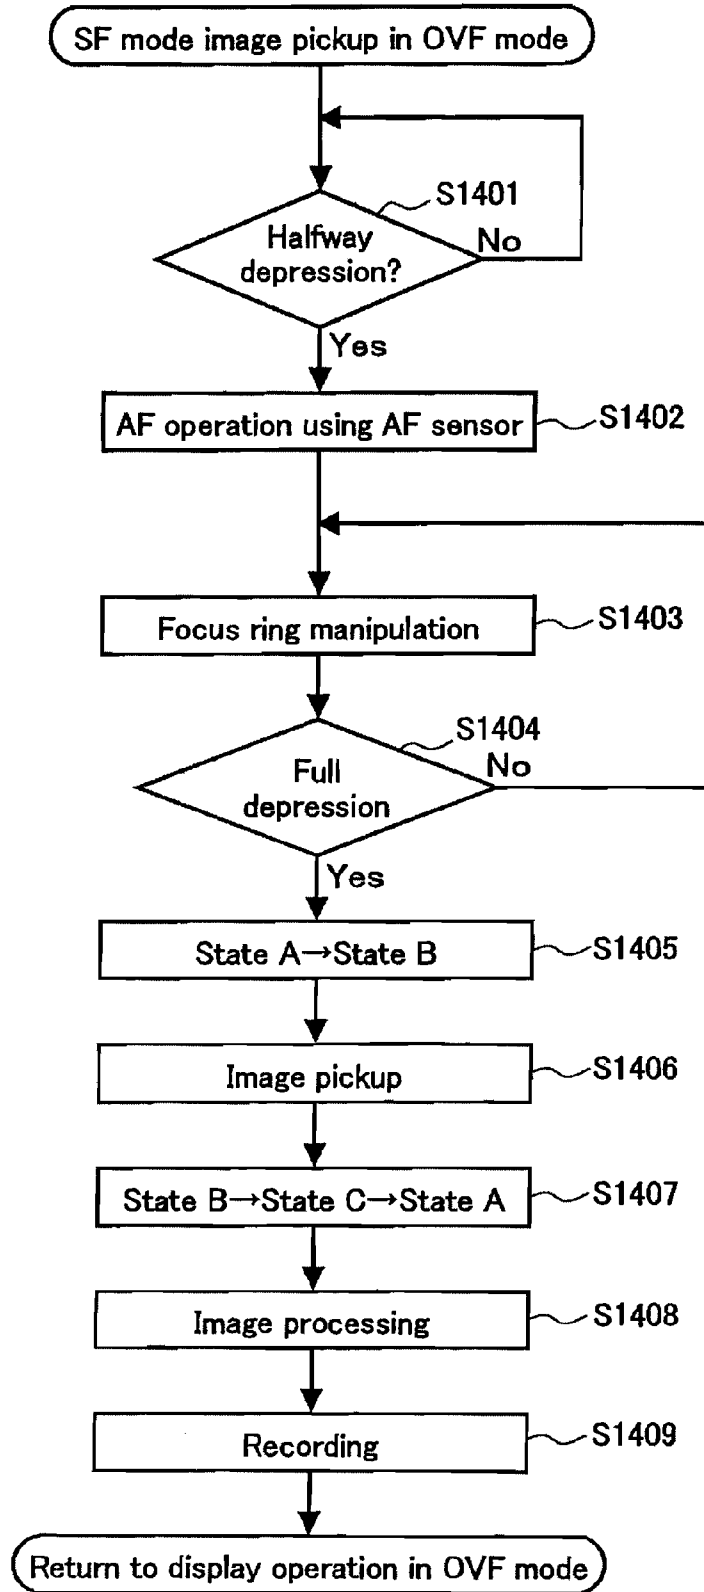 SF mode image pickup in OVF mode
S1401
Halfway
depression?
No
Yes
AF operation using AF sensor
S1402
Focus ring manipulation
S1403
S1404
Full
depression
No
Yes
State A→State B
S1405
Image pickup
S1406
State B→State C→State A
S1407
Image processing
S1408
Recording
S1409
Return to display operation in OVF mode